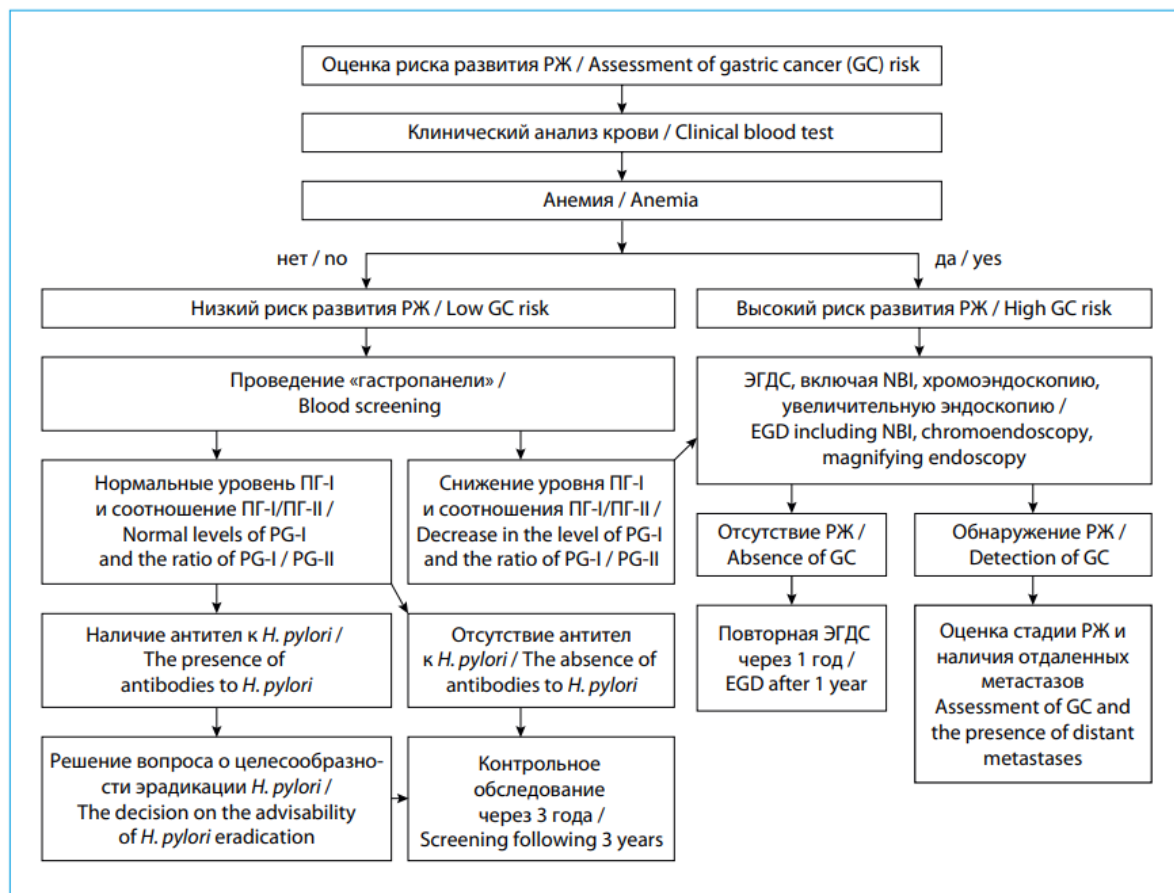 Оценка риска развития РЖ / Assessment of gastric cancer (GC) risk
Клинический анализ крови / Clinical blood test
Анемия / Anemia
нет / no
да / yes
Низкий риск развития РЖ / Low GC risk
Высокий риск развития РЖ / High GC risk
Проведение «гастропанели» /
Blood screening
ЭГДС, включая NBI, хромоэндоскопию,
увеличительную эндоскопию /
EGD including NBI, chromoendoscopy,
magnifying endoscopy
Нормальные уровень ПГ-I
и соотношение ПГ-I/ПГ-II /
Normal levels of PG-I
and the ratio of PG-I / PG-II
Снижение уровня ПГ-I
и соотношения ПГ-I/ПГ-II /
Decrease in the level of PG-I
and the ratio of PG-I / PG-II
Отсутствие РЖ /
Absence of GC
Обнаружение РЖ /
Detection of GC
Наличие антител к H. pylori /
The presence of
antibodies to H. pylori
Отсутствие антител
к H. pylori / The absence of
antibodies to H. pylori
Повторная ЭГДС
через 1 год /
EGD after 1 year
Оценка стадии РЖ и
наличия отдаленных
метастазов
Assessment of GC and
the presence of distant
metastases
Решение вопроса о целесообразно-
сти эрадикации H. pylori /
The decision on the advisability
of H. pylori eradication
Контрольное
обследование
через 3 года /
Screening following 3 years